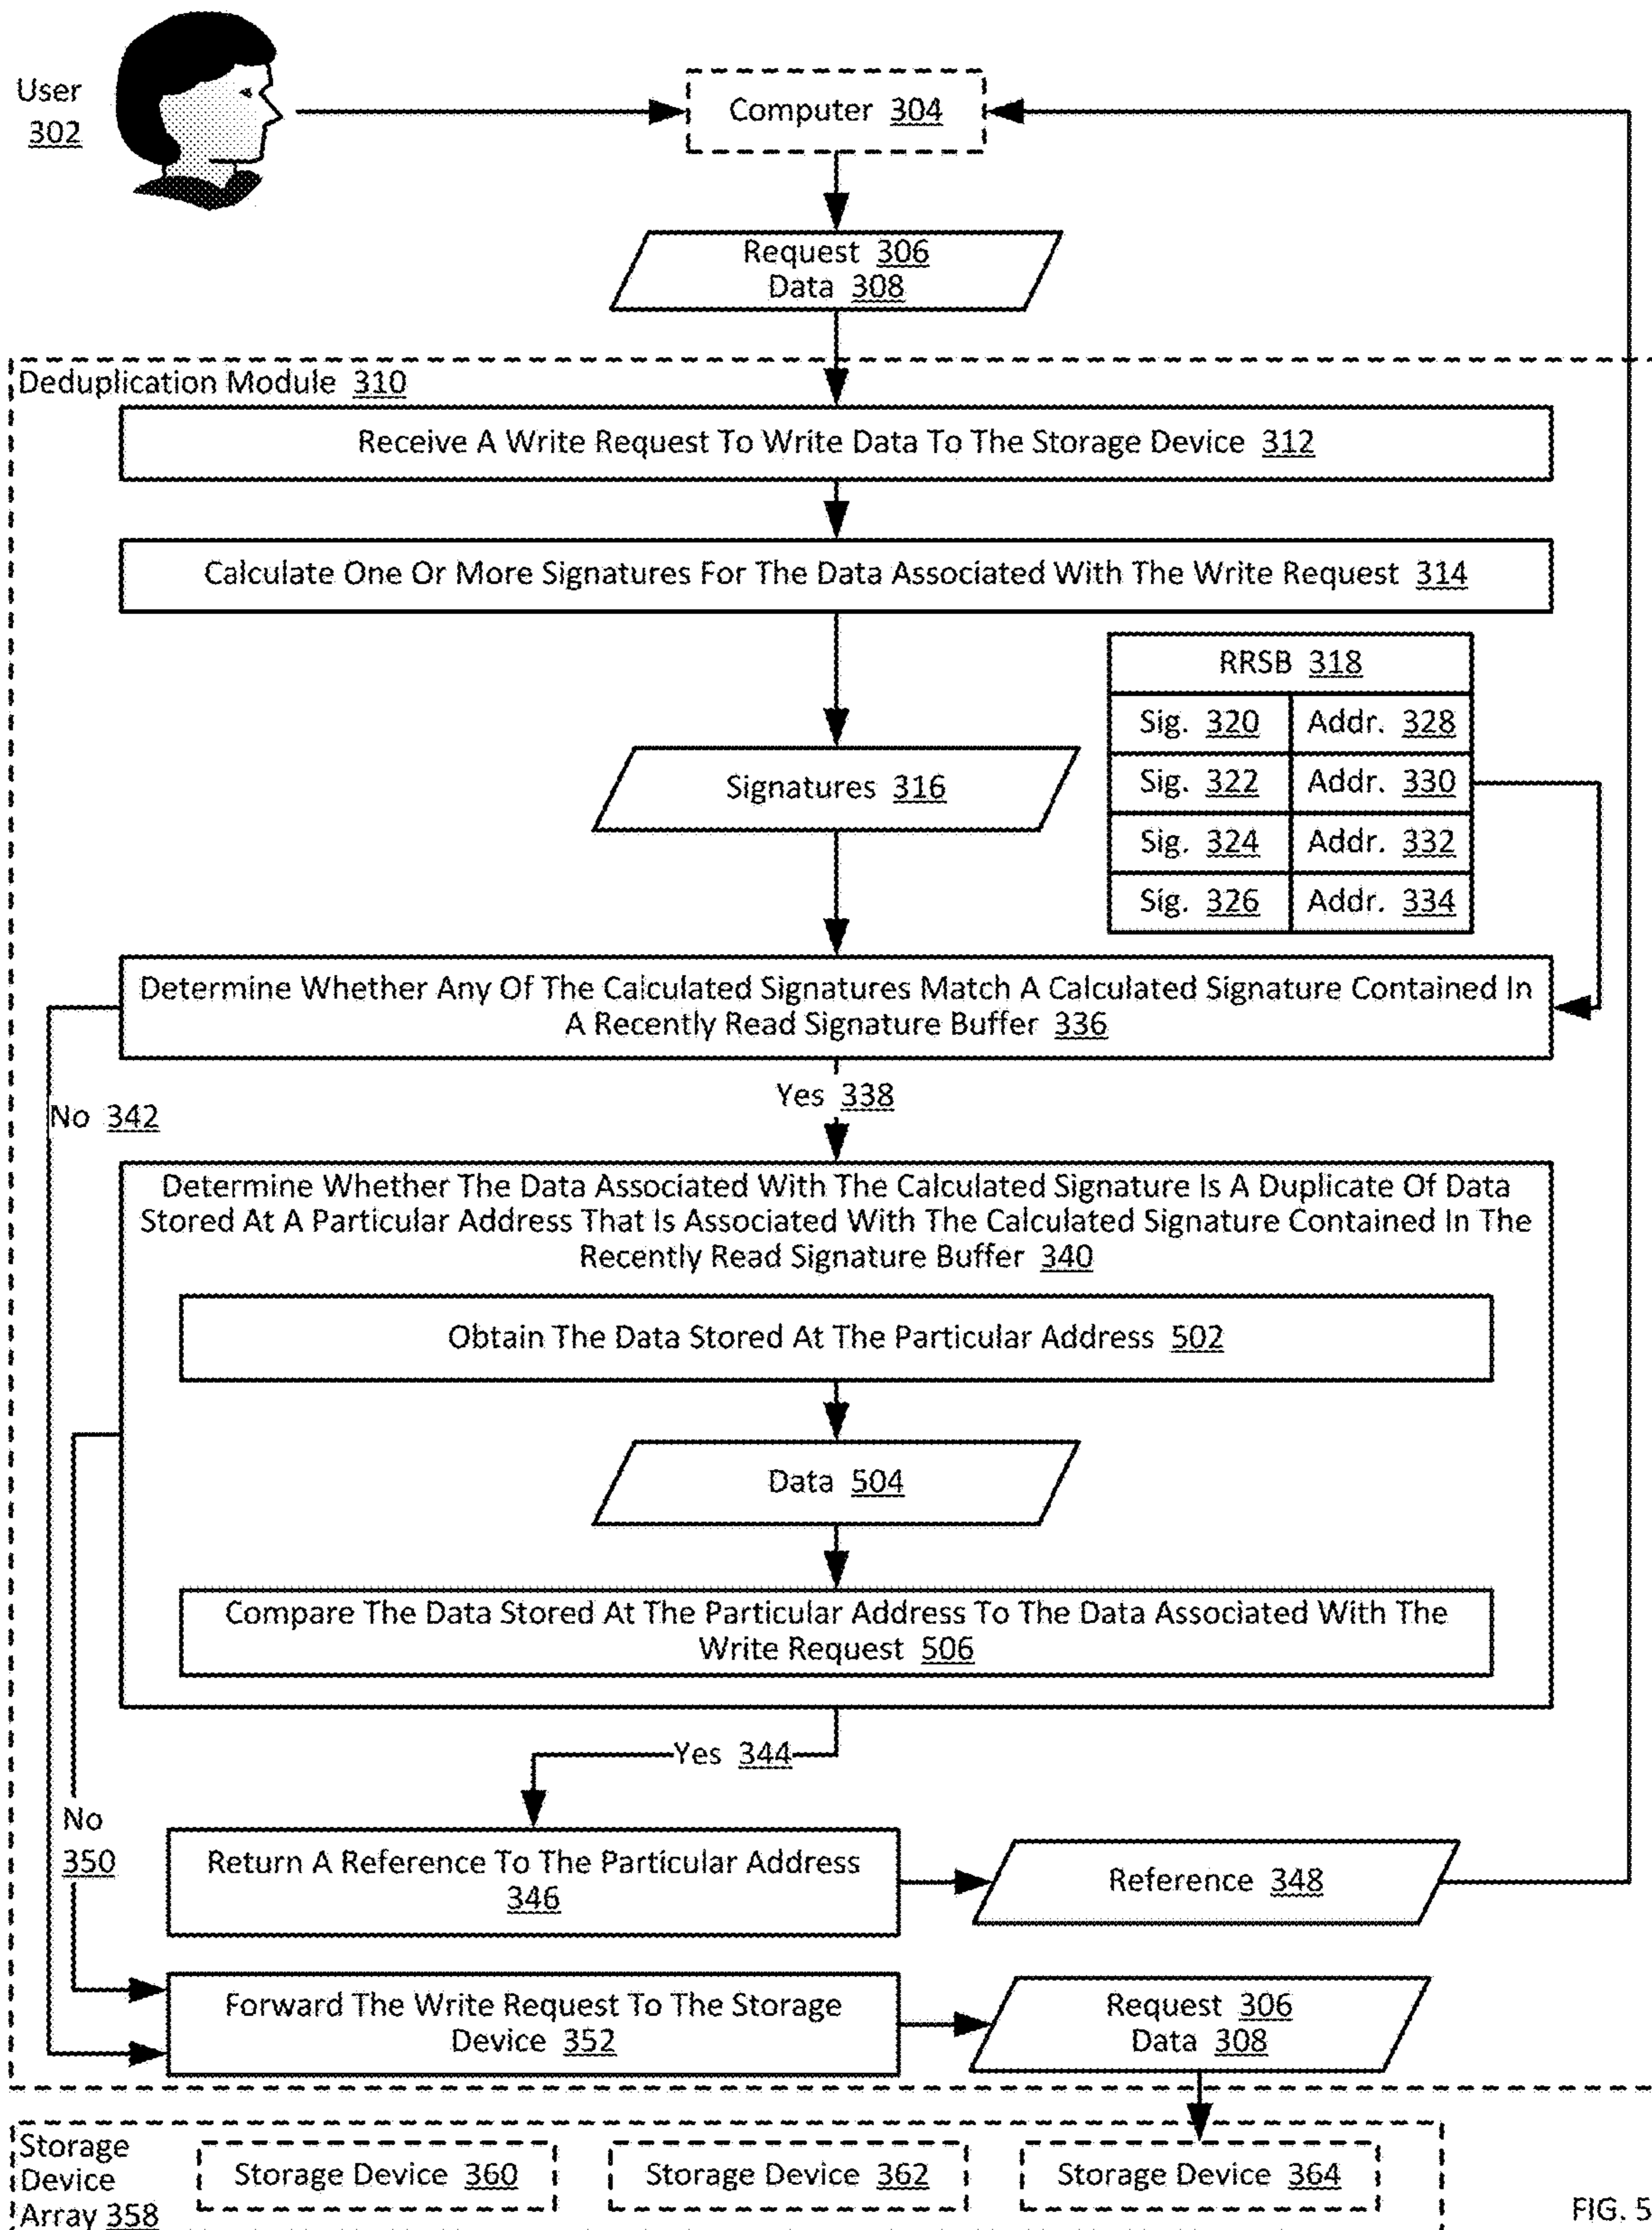 User
302
Computer 304
Request 306
Data 308
Deduplication Module 310
Receive A Write Request To Write Data To The Storage Device 312
Calculate One Or More Signatures For The Data Associated With The Write Request 314
RRSB 318
Sig. 320 Addr. 328
Sig. 322 Addr. 330
Sig. 324 Addr. 332
Sig. 326 Addr. 334
Signatures 316
Determine Whether Any Of The Calculated Signatures Match A Calculated Signature Contained In
A Recently Read Signature Buffer 336
Yes 338
No 342
Determine Whether The Data Associated With The Calculated Signature Is A Duplicate Of Data
Stored At A Particular Address That Is Associated With The Calculated Signature Contained In The
Recently Read Signature Buffer 340
Obtain The Data Stored At The Particular Address 502
Data 504
Compare The Data Stored At The Particular Address To The Data Associated With The
Write Request 506
Yes 344
No
350
Return A Reference To The Particular Address
346
Reference 348
Forward The Write Request To The Storage
Device 352
Request 306
Data 308
Storage
Device
Array 358
Storage Device 360
Storage Device 362
Storage Device 364
FIG. 5